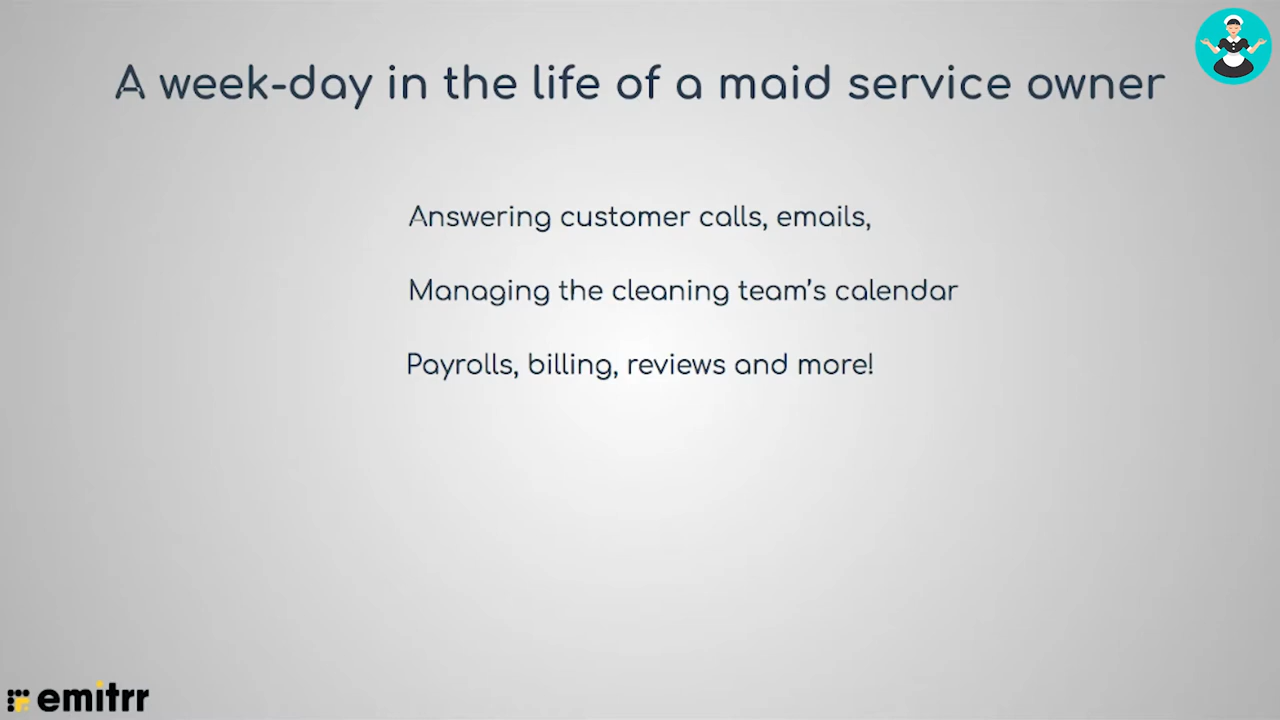 A week-day in the life of a maid service owner
Answering customer calls, emails,
Managing the cleaning team's calendar
Payrolls, billing, reviews and more!
emitrr